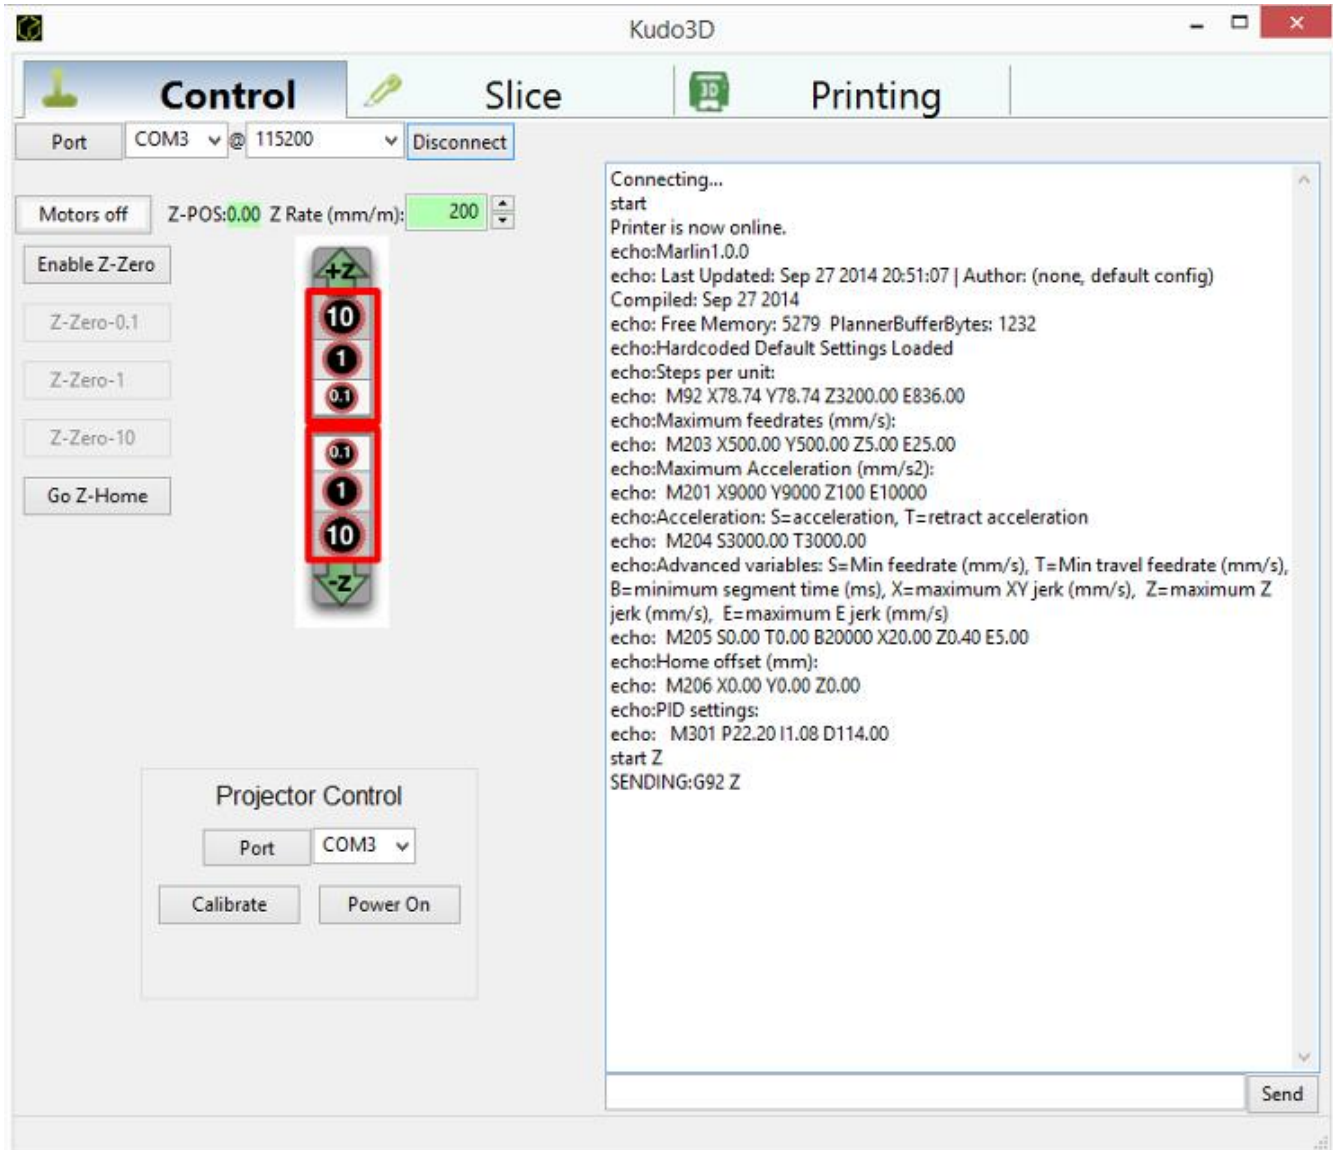 Kudo3D
Control Slice Printing
Port COM3 @ 115200 Disconnect
Motors off Z-POS:0.00 Z Rate (mm/m): 200
Enable Z-Zero
Z-Zero-0.1
Z-Zero-1
Z-Zero-10
Go Z-Home
+Z
10
1
0.1
0.1
1
10
-Z
Projector Control
Port COM3
Calibrate Power On
Connecting...
start
Printer is now online.
echo:Marlin1.0.0
echo: Last Updated: Sep 27 2014 20:51:07 | Author: (none, default config)
Compiled: Sep 27 2014
echo: Free Memory: 5279 PlannerBufferBytes: 1232
echo:Hardcoded Default Settings Loaded
echo:Steps per unit:
echo: M92 X78.74 Y78.74 Z3200.00 E836.00
echo:Maximum feedrates (mm/s):
echo: M203 X500.00 Y500.00 Z5.00 E25.00
echo:Maximum Acceleration (mm/s2):
echo: M201 X9000 Y9000 Z100 E10000
echo:Acceleration: S=acceleration, T=retract acceleration
echo: M204 S3000.00 T3000.00
echo:Advanced variables: S=Min feedrate (mm/s), T=Min travel feedrate (mm/s),
B=minimum segment time (ms), X=maximum XY jerk (mm/s), Z=maximum Z
jerk (mm/s), E=maximum E jerk (mm/s)
echo: M205 S0.00 T0.00 B20000 X20.00 Z0.40 E5.00
echo:Home offset (mm):
echo: M206 X0.00 Y0.00 Z0.00
echo:PID settings:
echo: M301 P22.20 I1.08 D114.00
start Z
SENDING:G92 Z
Send